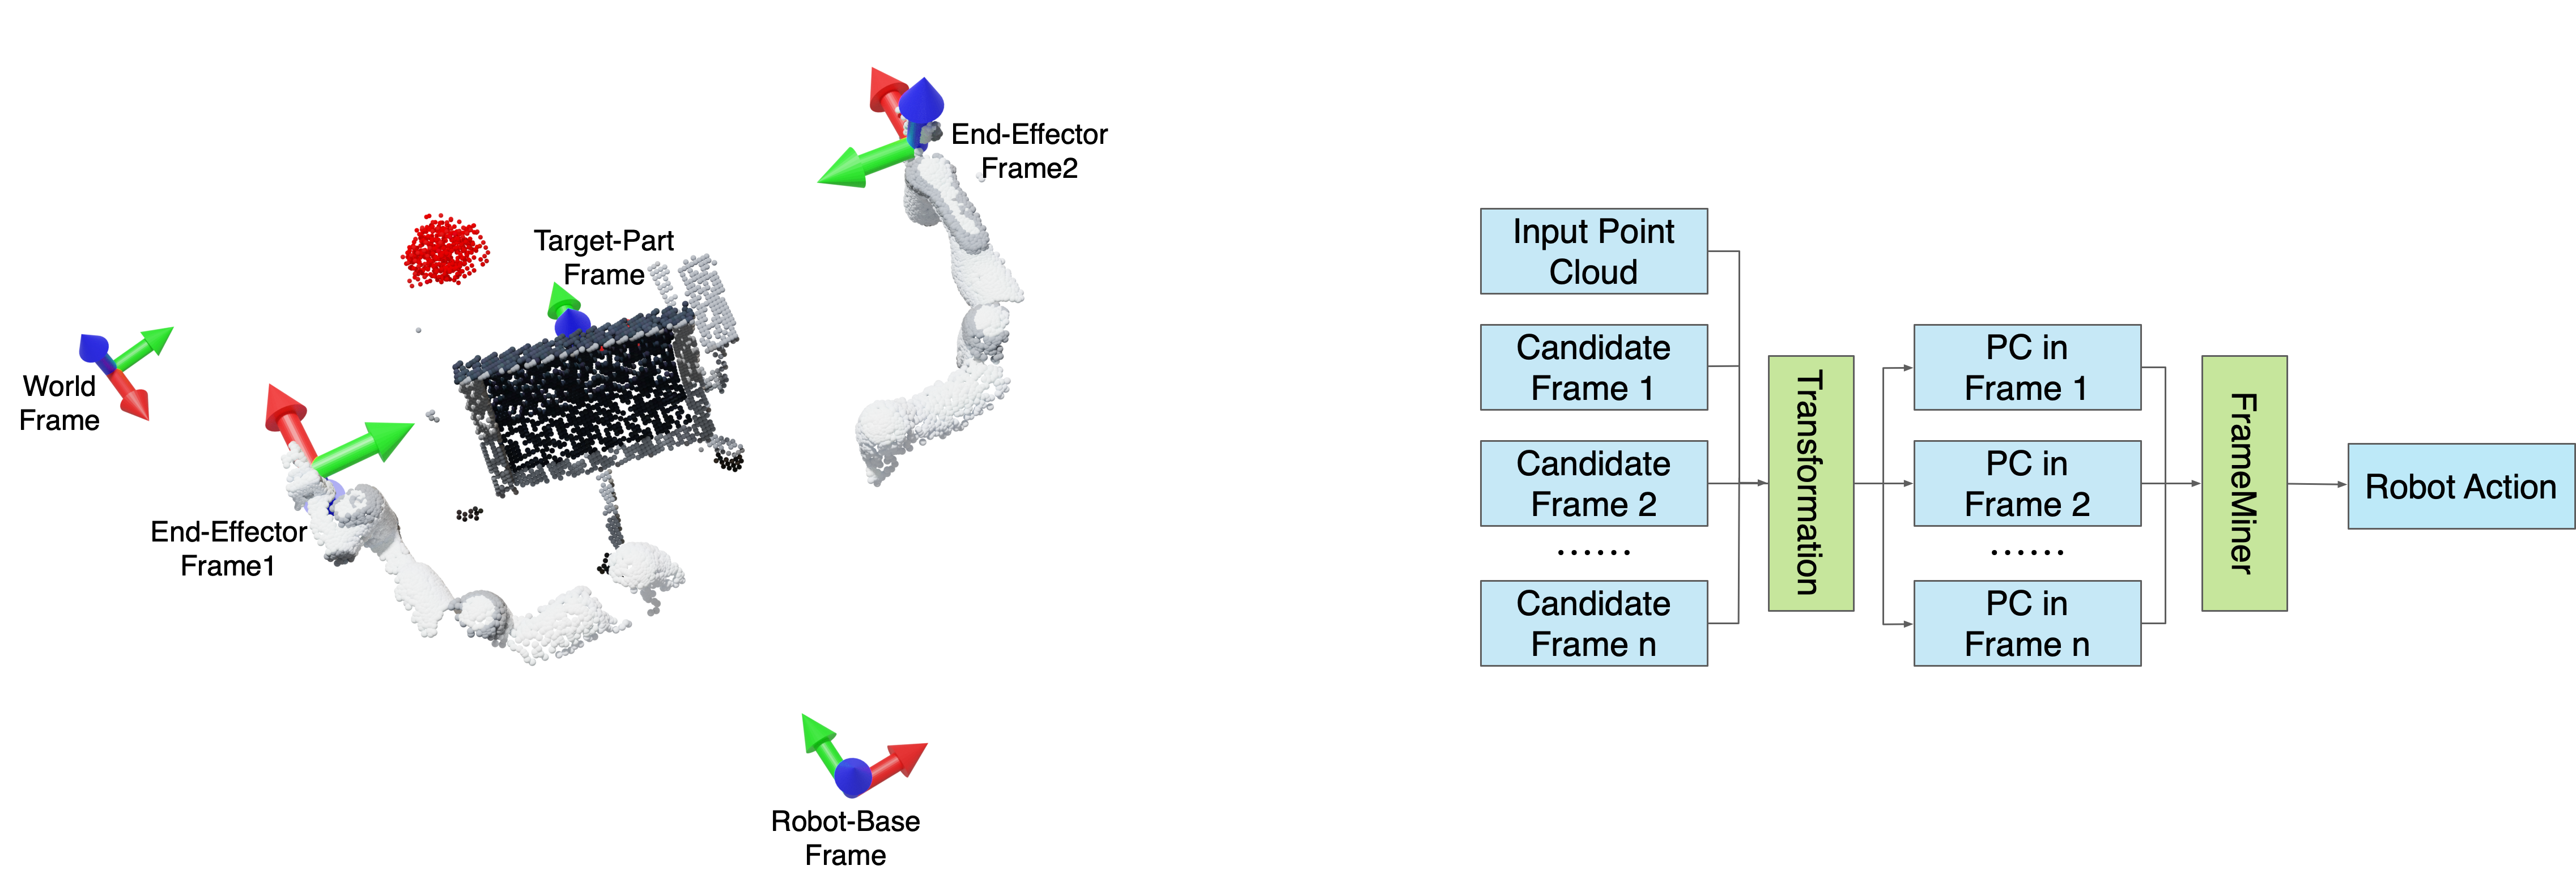 End-Effector
Frame2
Target-Part
Frame
World
Frame
End-Effector
Frame1
Robot-Base
Frame
Input Point
Cloud
Candidate
Frame 1
Candidate
Frame 2
......
Candidate
Frame n
Transformation
PC in
Frame 1
PC in
Frame 2
......
PC in
Frame n
FrameMiner
Robot Action